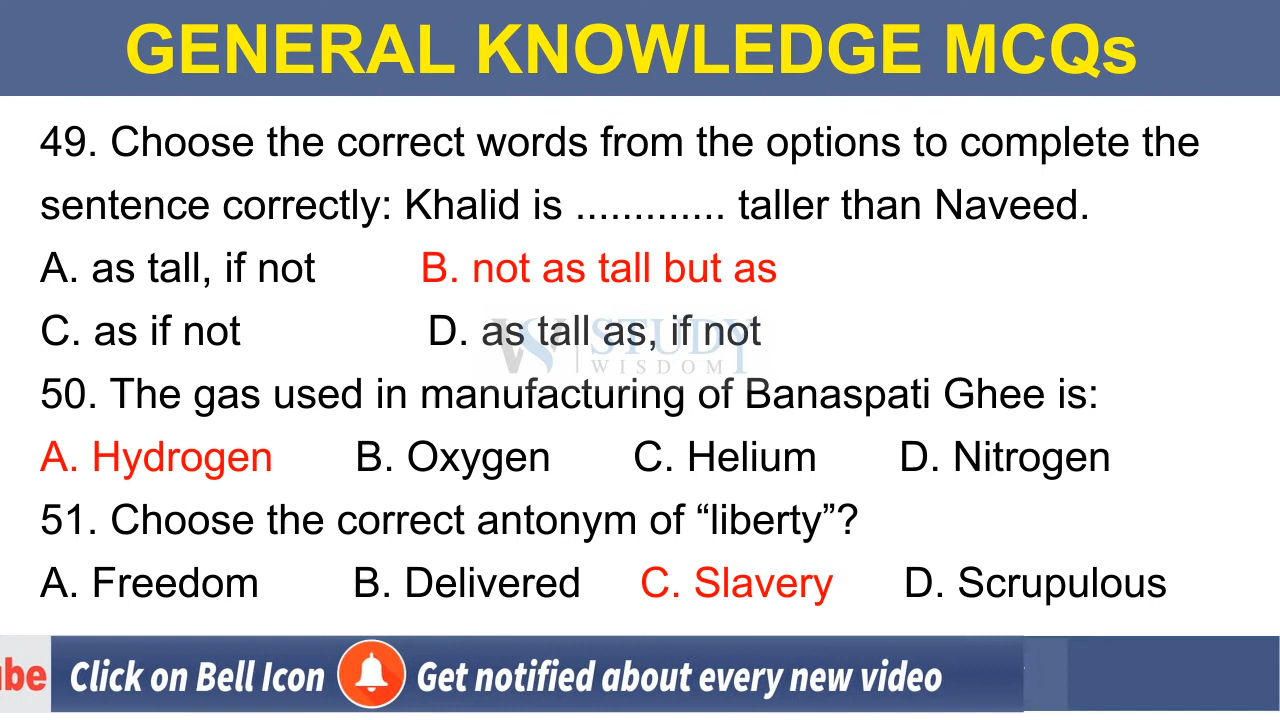 GENERAL KNOWLEDGE MCQs
49. Choose the correct words from the options to complete the
sentence correctly: Khalid is ............. taller than Naveed.
A. as tall, if not B. not as tall but as
C. as if not D. as tall as, if not
STUDY
WISDOM
50. The gas used in manufacturing of Banaspati Ghee is:
A. Hydrogen B. Oxygen C. Helium D. Nitrogen
51. Choose the correct antonym of “liberty”?
A. Freedom B. Delivered C. Slavery D. Scrupulous
be Click on Bell Icon Get notified about every new video